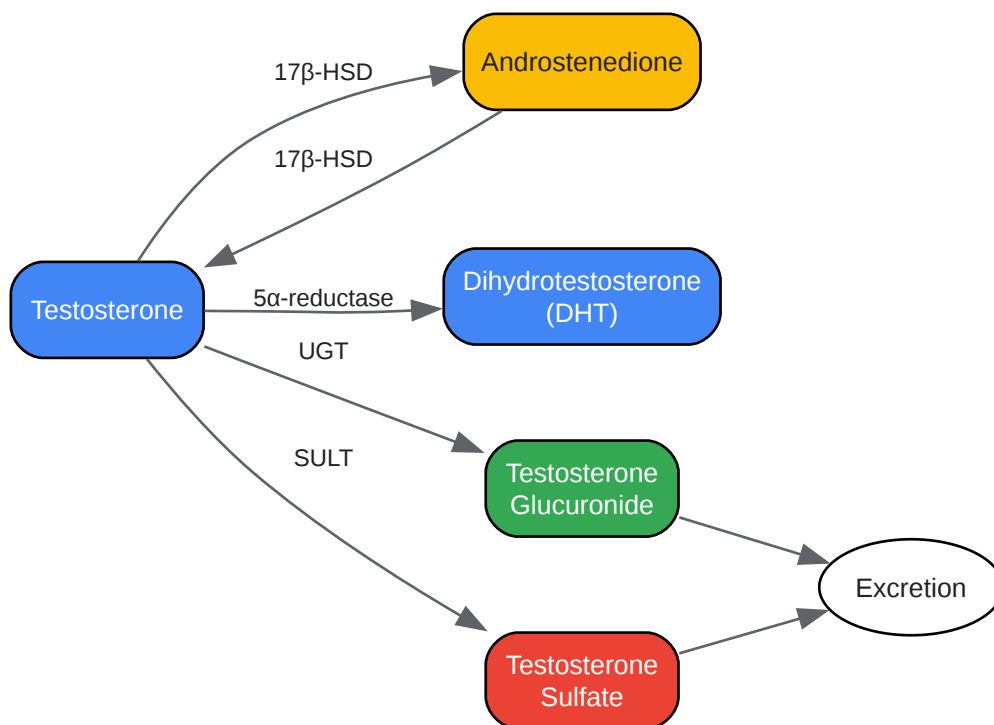 17β-HSD
Androstenedione
17β-HSD
Testosterone
5α-reductase
Dihydrotestosterone
(DHT)
UGT
SULT
Testosterone
Glucuronide
Excretion
Testosterone
Sulfate